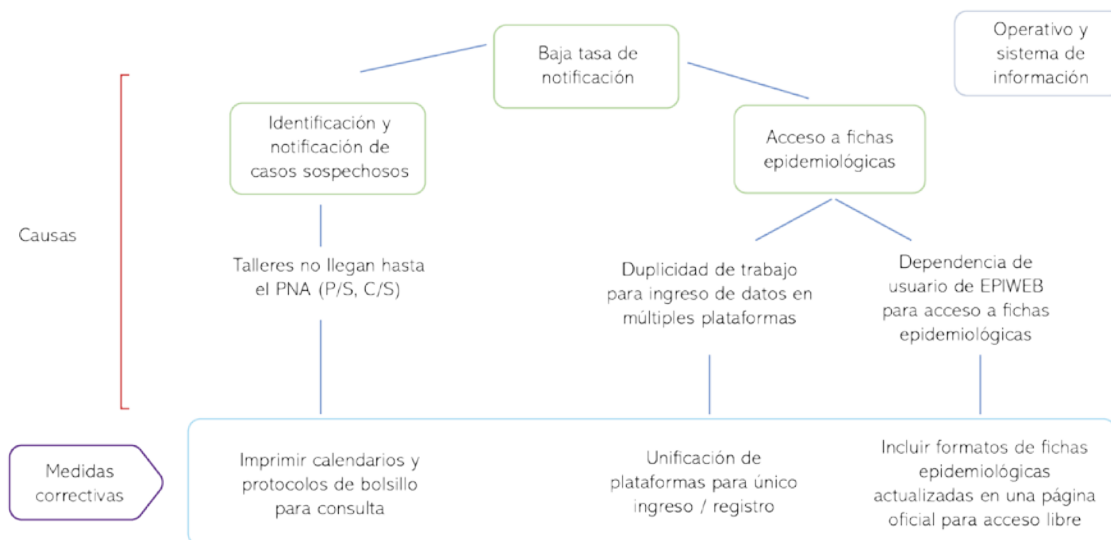 Baja tasa de
notificación
Operativo y
sistema de
información
Identificación y
notificación de
casos sospechosos
Acceso a fichas
epidemiológicas
Causas
Talleres no llegan hasta
el PNA (P/S, C/S)
Duplicidad de trabajo
para ingreso de datos en
múltiples plataformas
Dependencia de
usuario de EPIWEB
para acceso a fichas
epidemiológicas
Medidas
correctivas
Imprimir calendarios y
protocolos de bolsillo
para consulta
Unificación de
plataformas para único
ingreso / registro
Incluir formatos de fichas
epidemiológicas
actualizadas en una página
oficial para acceso libre